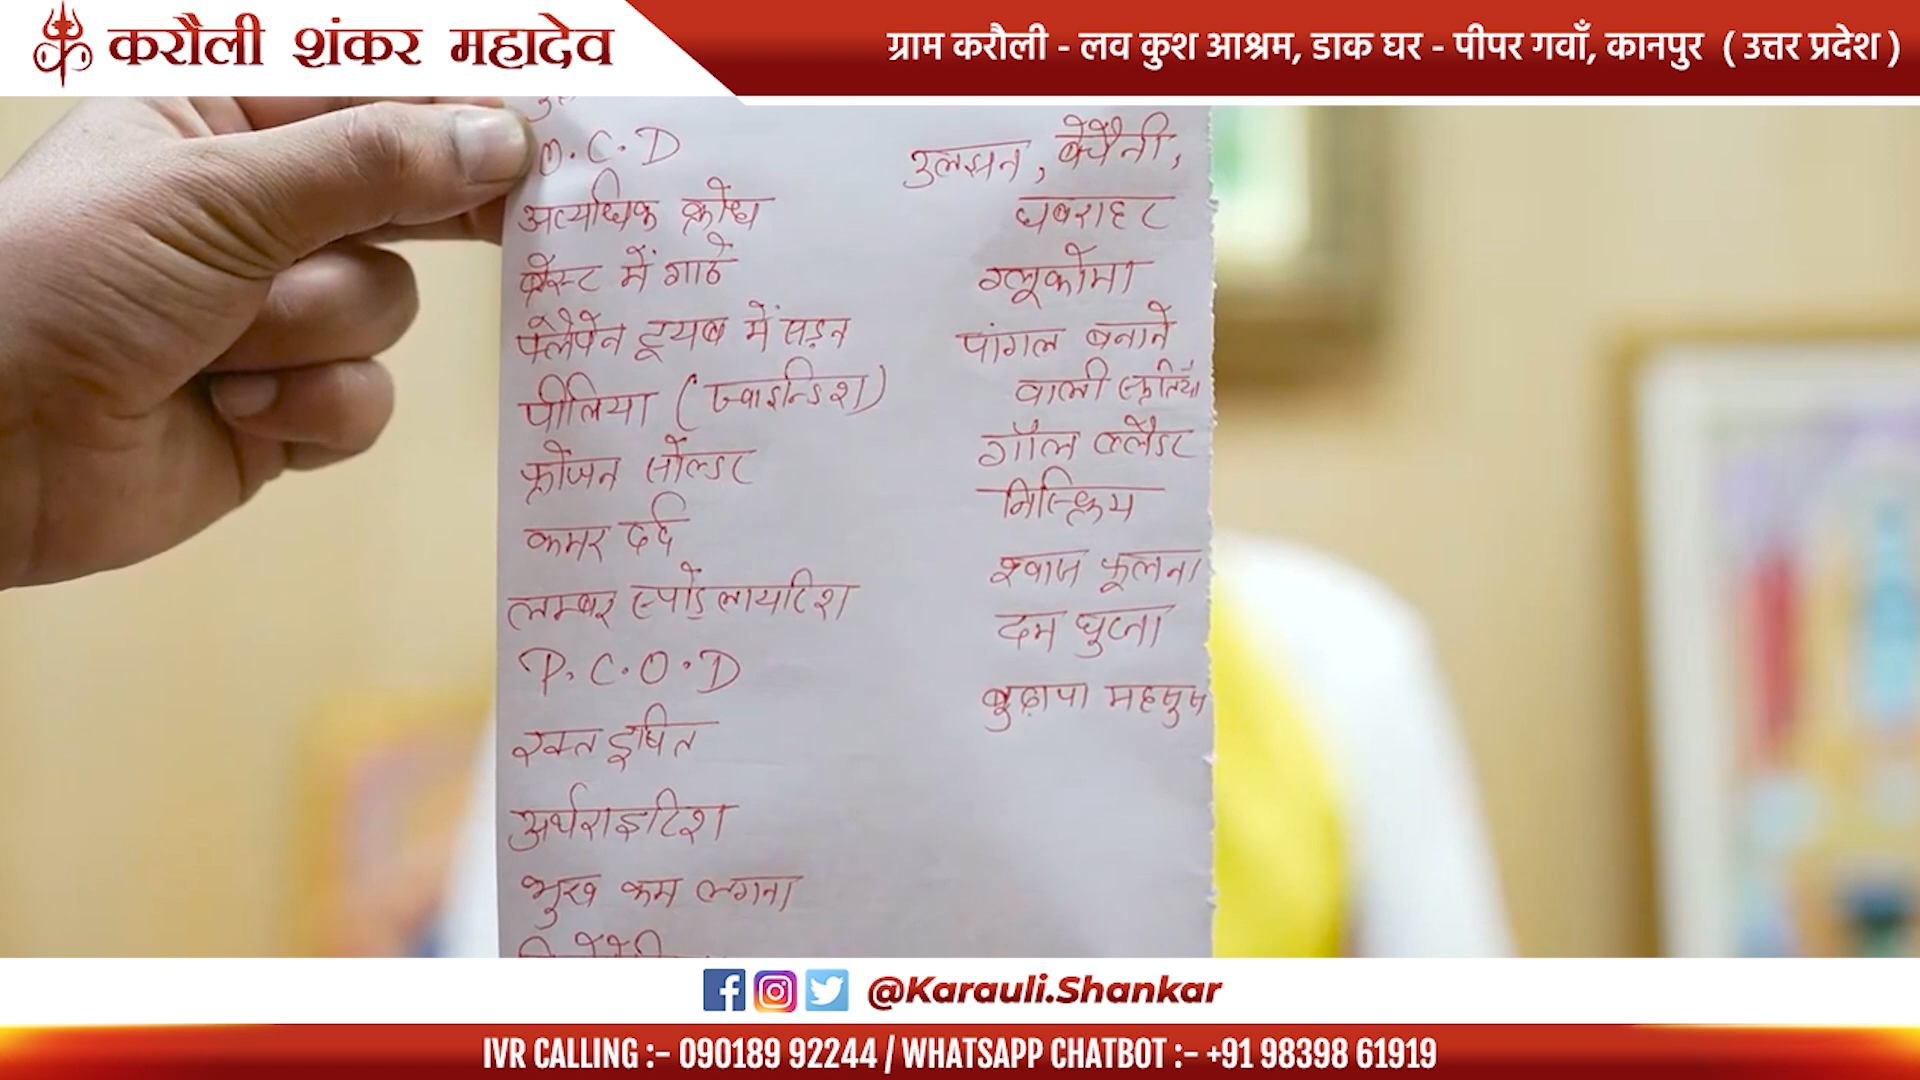 करौली शंकर महादेव
ग्राम करौली - लव कुश आश्रम, डाक घर - पीपर गवाँ, कानपुर ( उत्तर प्रदेश )
O.C.D
अत्यधिक क्रोध
ब्रेस्ट में गाठे
फ्लेपेन ट्यूब में सड़न
पीलिया (ज्वाइन्डिश)
फ्रोजन सोल्डर
कमर दर्द
लम्बर स्पोंडलायटिश
P.C.O.D
रक्त दूषित
अर्थराइटिश
भुख कम लगना
उलझन, बेचैनी,
घबराहट
ग्लूकोमा
पांगल बनाने
वाली स्मृतियाँ
गॉल ब्लैडर
निस्क्रिय
श्वास फूलना
दम घुटना
बुढ़ापा महसुस
@Karauli.Shankar
IVR CALLING :- 090189 92244 / WHATSAPP CHATBOT :- +91 98398 61919